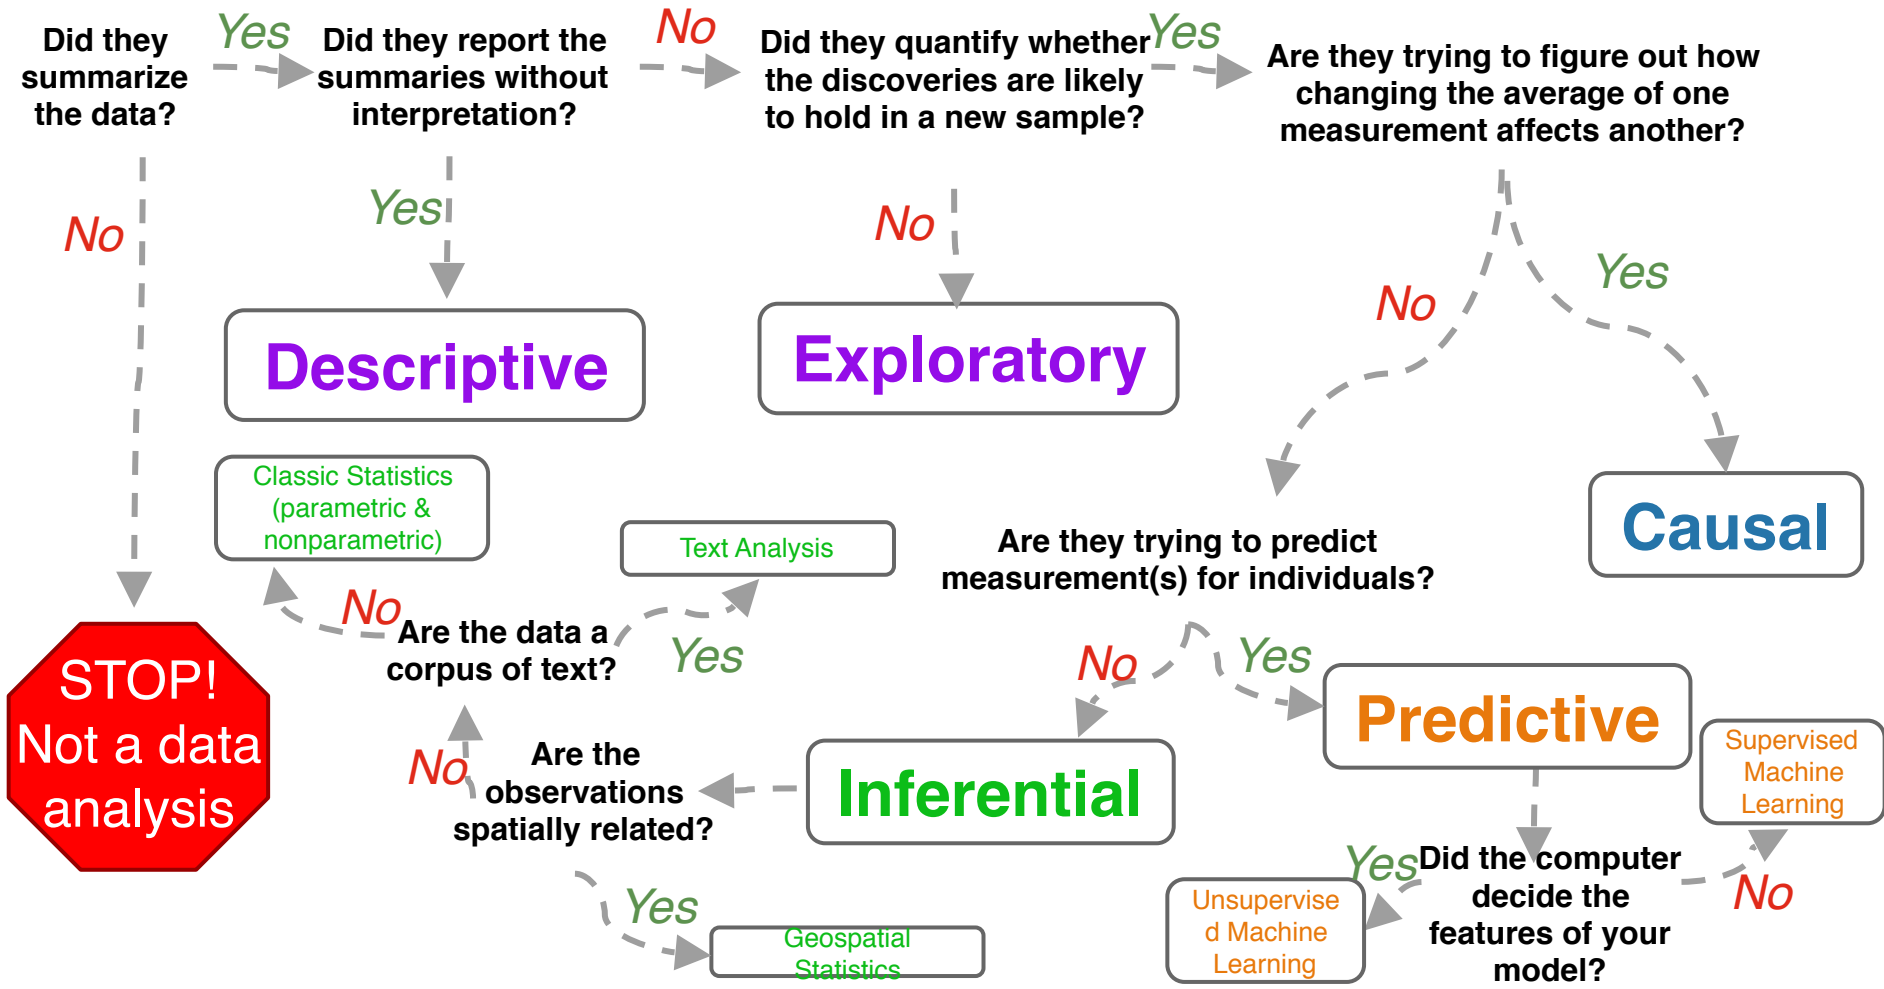 Did they
summarize
the data?
Yes
Did they report the
summaries without
interpretation?
No
Did they quantify whether
the discoveries are likely
to hold in a new sample?
Yes
Are they trying to figure out how
changing the average of one
measurement affects another?
No
Yes
No
No
Yes
Descriptive
Exploratory
Causal
Classic Statistics
(parametric &
nonparametric)
Text Analysis
Are they trying to predict
measurement(s) for individuals?
No
Are the data a
corpus of text?
Yes
No
Yes
STOP!
Not a data
analysis
Predictive
Supervised
Machine
Learning
No
Are the
observations
spatially related?
Inferential
Yes
Did the computer
decide the
features of your
model?
No
Yes
Geospatial
Statistics
Unsupervise
d Machine
Learning